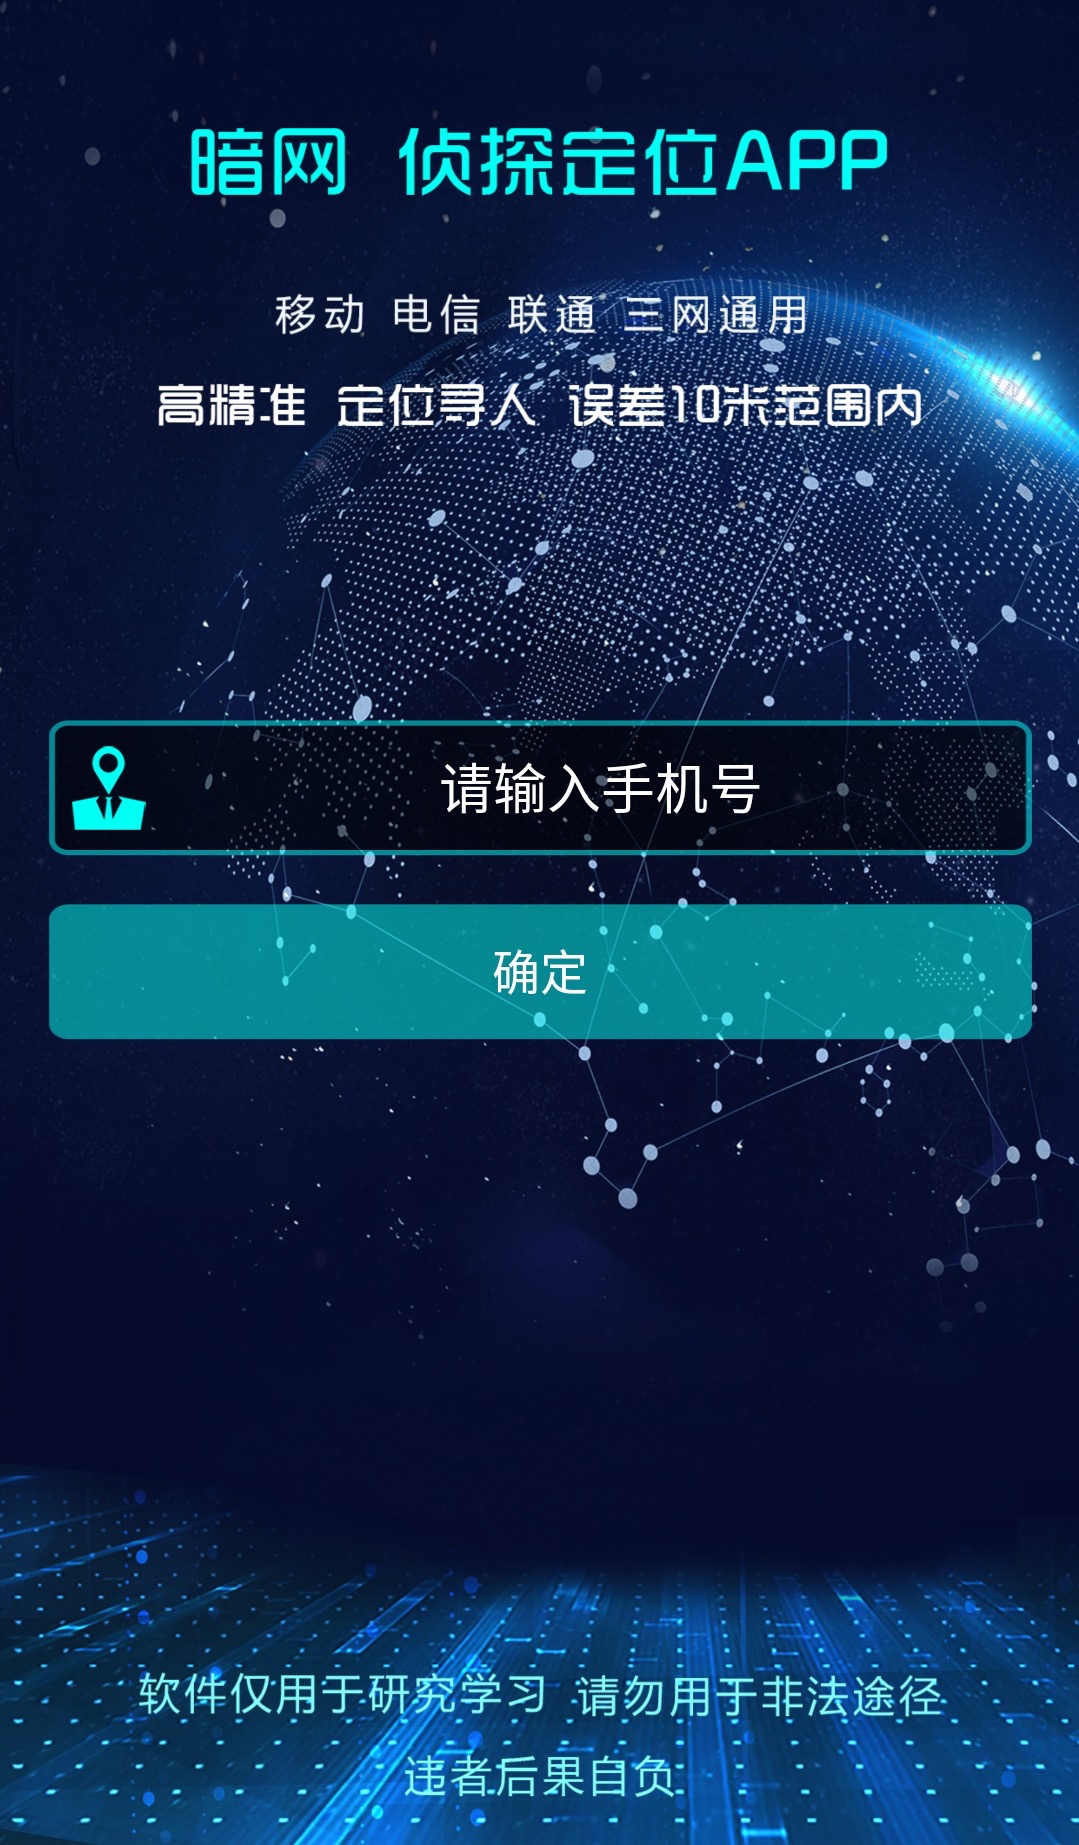 暗网 侦探定位APP
移动 电信 联通 三网通用
高精准 定位寻人 误差10米范围内
请输入手机号
确定
软件仅用于研究学习 请勿用于非法途径
违者后果自负